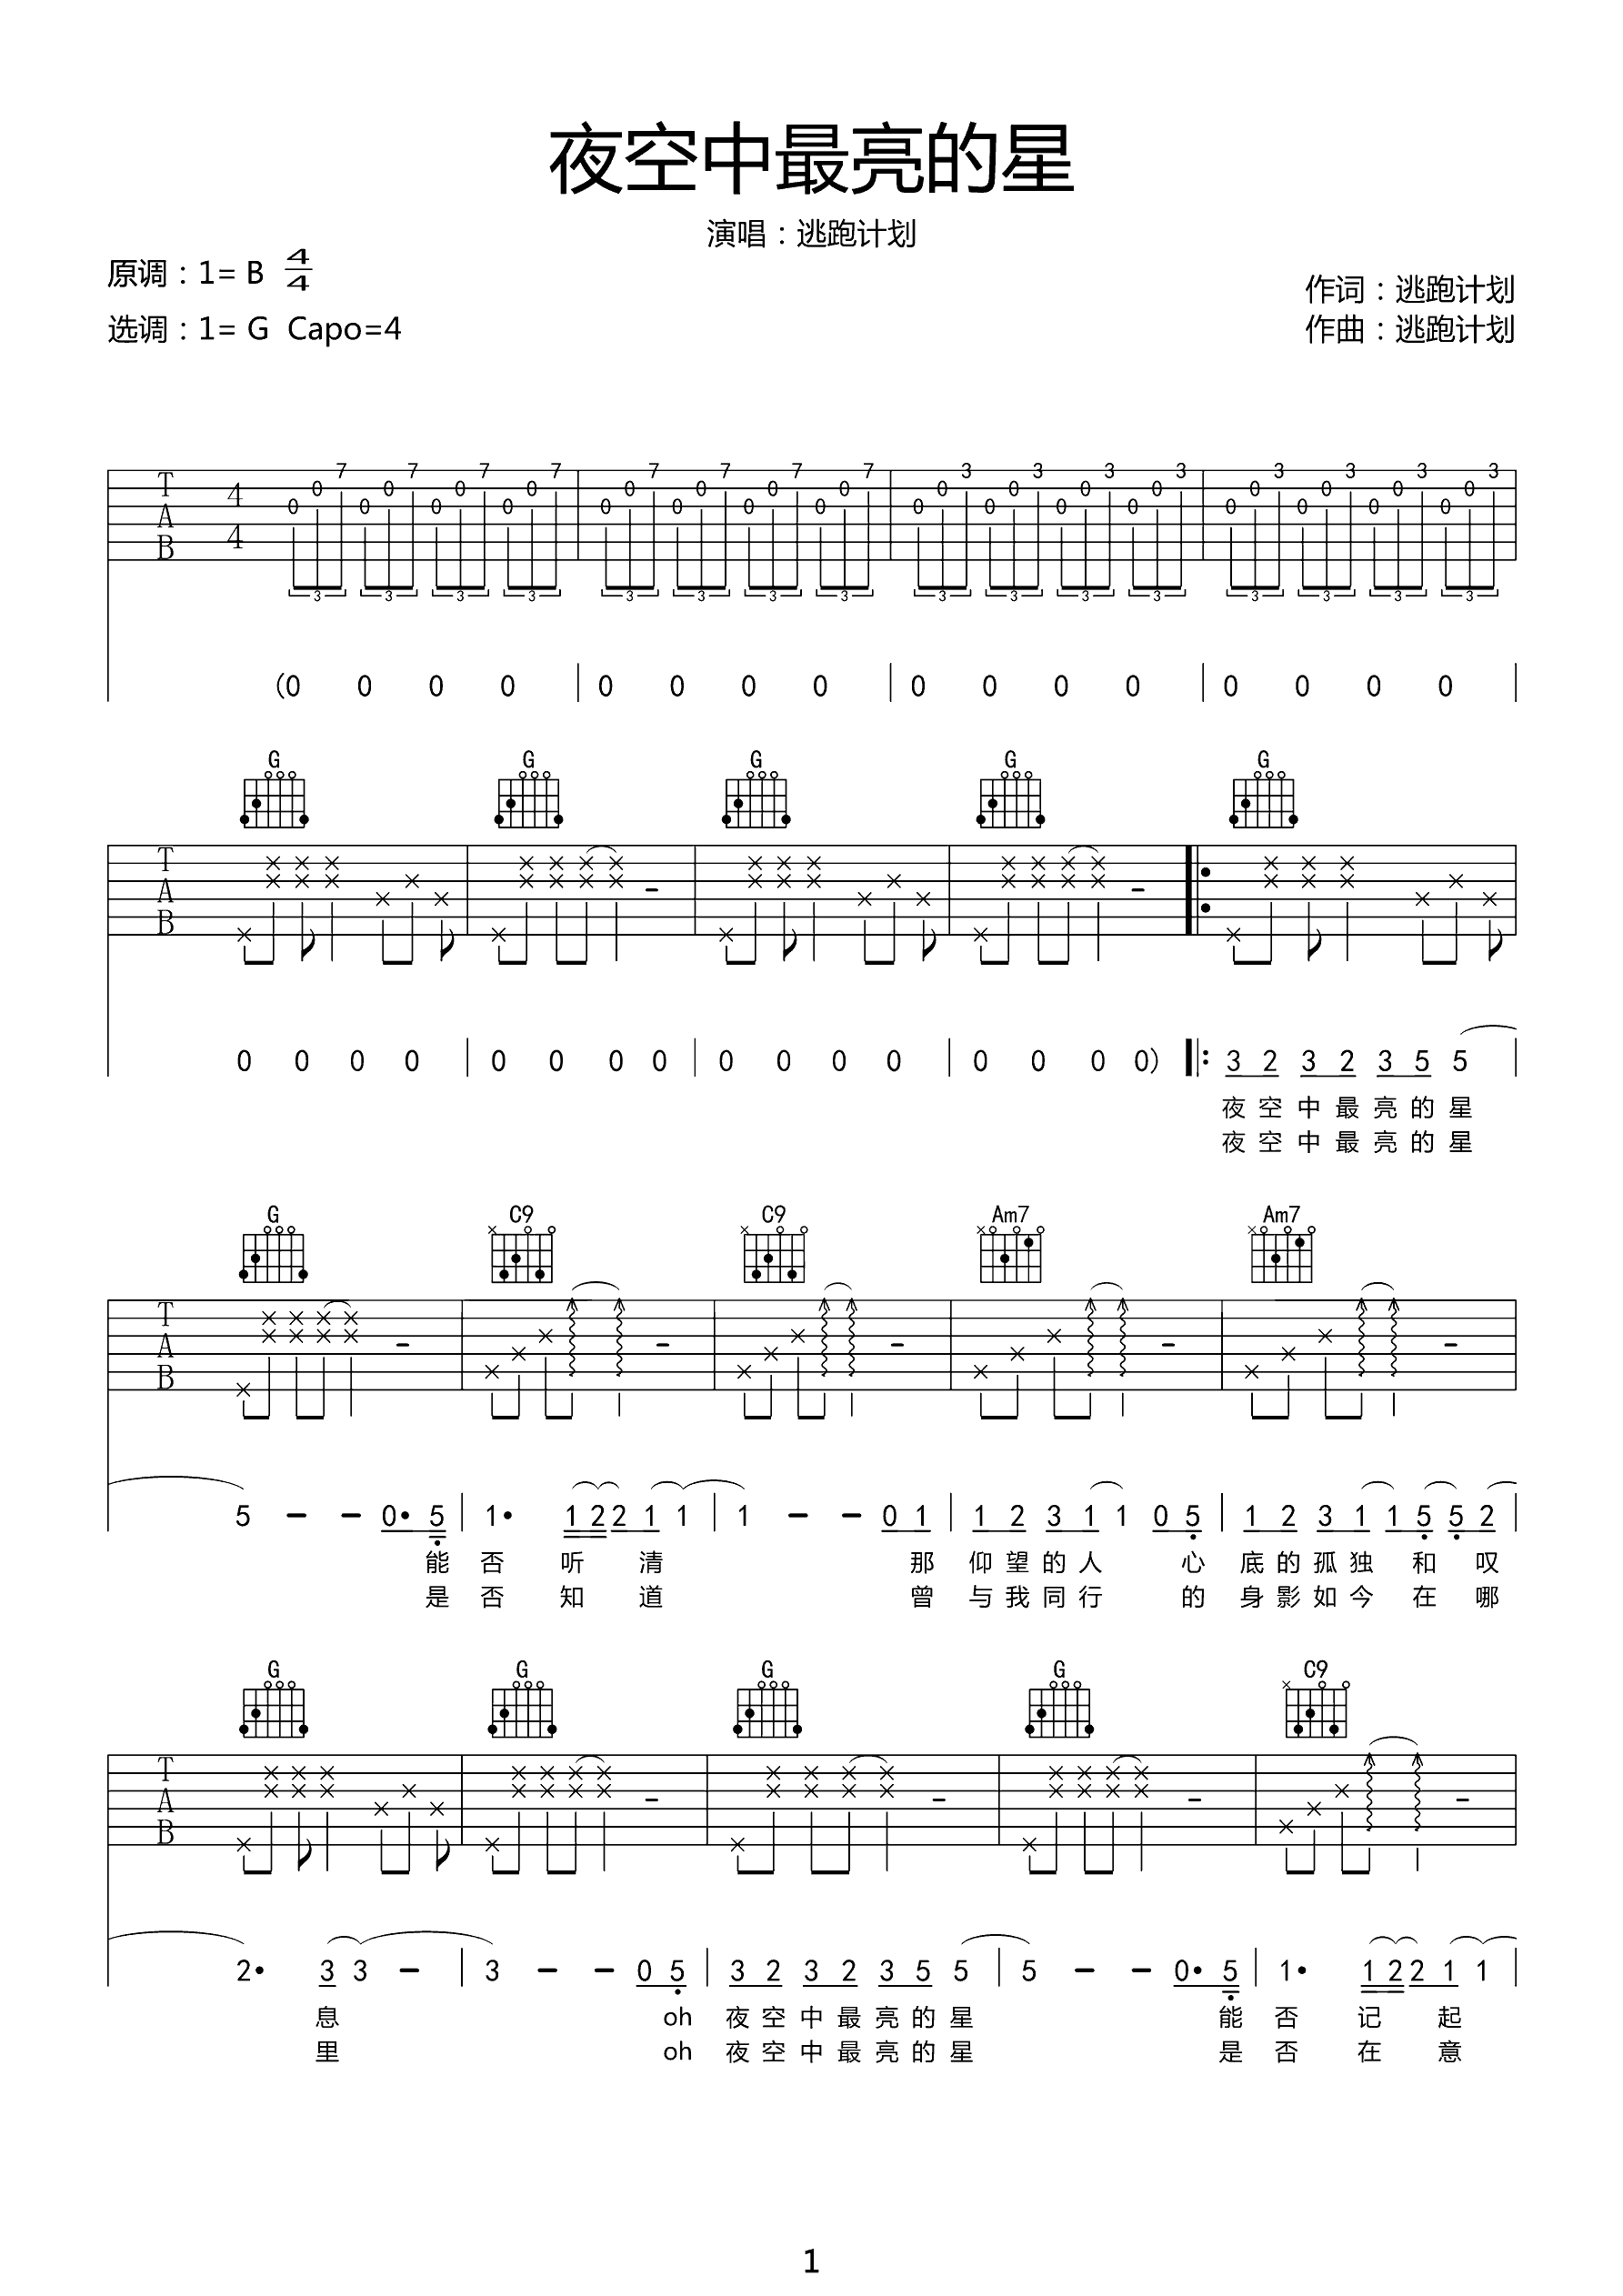 夜空中最亮的星
演唱：逃跑计划
原调：1= B 4/4
作词：逃跑计划
选调：1= G Capo=4
作曲：逃跑计划
7 7 7 7 7 7 7 7 3 3 3 3 3 3 3 3
T 4 0 0 0 0 0 0 0 0 0 0 0 0 0 0 0 0
A 0 0 0 0 0 0 0 0 0 0 0 0 0 0 0 0
B 4
3 3 3 3 3 3 3 3 3 3 3 3 3 3 3 3
(0 0 0 0 | 0 0 0 0 | 0 0 0 0 | 0 0 0 0 |
G G G G G
T
A
B
0 0 0 0 | 0 0 0 0 | 0 0 0 0 | 0 0 0 0) |: 3 2 3 2 3 5 5 |
夜 空 中 最 亮 的 星
夜 空 中 最 亮 的 星
G C9 C9 Am7 Am7
T
A
B
5 - - 0· 5 | 1· 1 2 2 1 1 | 1 - - 0 1 | 1 2 3 1 1 0 5 | 1 2 3 1 1 5 5 2 |
能 否 听 清 那 仰 望 的 人 心 底 的 孤 独 和 叹
是 否 知 道 曾 与 我 同 行 的 身 影 如 今 在 哪
G G G G C9
T
A
B
2· 3 3 - | 3 - - 0 5 | 3 2 3 2 3 5 5 | 5 - - 0· 5 | 1· 1 2 2 1 1 |
息 oh 夜 空 中 最 亮 的 星 能 否 记 起
里 oh 夜 空 中 最 亮 的 星 是 否 在 意
1